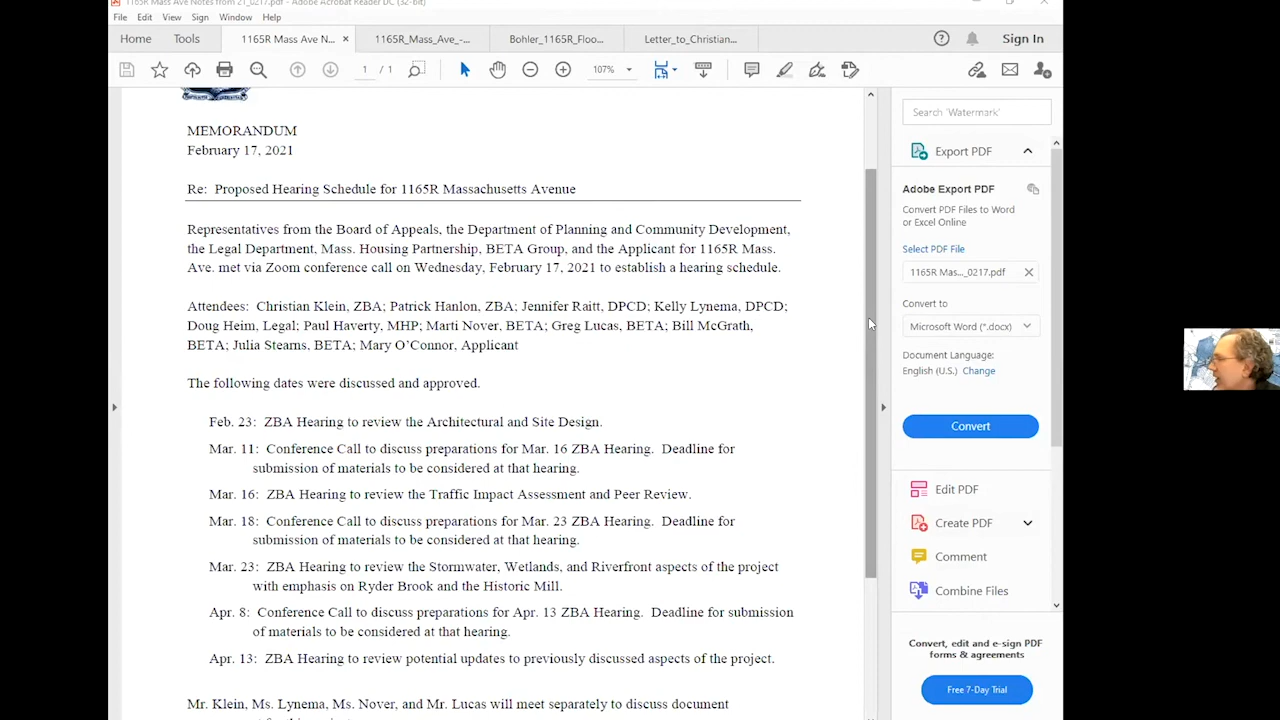 1165R Mass Ave Notes from 21_0217.pdf - Adobe Acrobat Reader DC (32-bit)
File Edit View Sign Window Help
Home Tools 1165R Mass Ave N... × 1165R_Mass_Ave_-... Bohler_1165R_Floo... Letter_to_Christian... Sign In
1 / 1 107%
MEMORANDUM
February 17, 2021
Re: Proposed Hearing Schedule for 1165R Massachusetts Avenue
Representatives from the Board of Appeals, the Department of Planning and Community Development,
the Legal Department, Mass. Housing Partnership, BETA Group, and the Applicant for 1165R Mass.
Ave. met via Zoom conference call on Wednesday, February 17, 2021 to establish a hearing schedule.
Attendees: Christian Klein, ZBA; Patrick Hanlon, ZBA; Jennifer Raitt, DPCD; Kelly Lynema, DPCD;
Doug Heim, Legal; Paul Haverty, MHP; Marti Nover, BETA; Greg Lucas, BETA; Bill McGrath,
BETA; Julia Stearns, BETA; Mary O'Connor, Applicant
The following dates were discussed and approved.
Feb. 23: ZBA Hearing to review the Architectural and Site Design.
Mar. 11: Conference Call to discuss preparations for Mar. 16 ZBA Hearing. Deadline for
submission of materials to be considered at that hearing.
Mar. 16: ZBA Hearing to review the Traffic Impact Assessment and Peer Review.
Mar. 18: Conference Call to discuss preparations for Mar. 23 ZBA Hearing. Deadline for
submission of materials to be considered at that hearing.
Mar. 23: ZBA Hearing to review the Stormwater, Wetlands, and Riverfront aspects of the project
with emphasis on Ryder Brook and the Historic Mill.
Apr. 8: Conference Call to discuss preparations for Apr. 13 ZBA Hearing. Deadline for submission
of materials to be considered at that hearing.
Apr. 13: ZBA Hearing to review potential updates to previously discussed aspects of the project.
Mr. Klein, Ms. Lynema, Ms. Nover, and Mr. Lucas will meet separately to discuss document
Search 'Watermark'
Export PDF
Adobe Export PDF
Convert PDF Files to Word
or Excel Online
Select PDF File
1165R Mas..._0217.pdf ×
Convert to
Microsoft Word (*.docx)
Document Language:
English (U.S.) Change
Convert
Edit PDF
Create PDF
Comment
Combine Files
Convert, edit and e-sign PDF
forms & agreements
Free 7-Day Trial